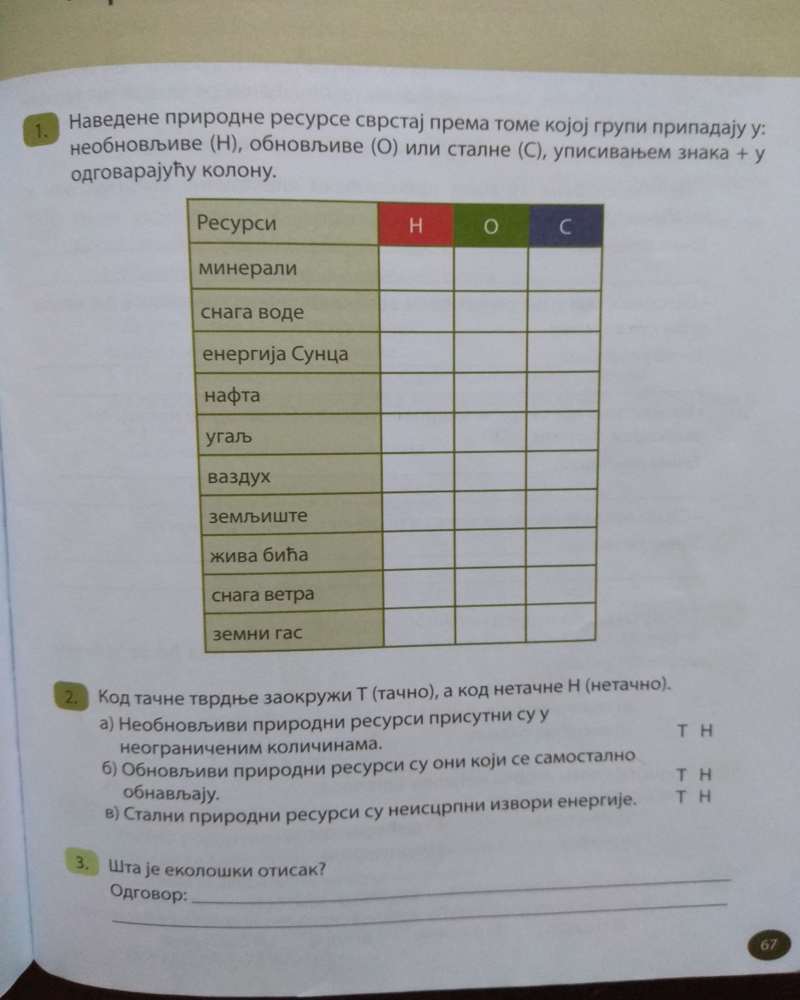 1. Наведене природне ресурсе сврстај према томе којој групи припадају у:
необновљиве (Н), обновљиве (О) или сталне (С), уписивањем знака + у
одговарајућу колону.
Ресурси Н О С
минерали
снага воде
енергија Сунца
нафта
угаљ
ваздух
земљиште
жива бића
снага ветра
земни гас
2. Код тачне тврдње заокружи Т (тачно), а код нетачне Н (нетачно).
а) Необновљиви природни ресурси присутни су у
неограниченим количинама. Т Н
б) Обновљиви природни ресурси су они који се самостално
обнављају. Т Н
в) Стални природни ресурси су неисцрпни извори енергије. Т Н
3. Шта је еколошки отисак?
Одговор:
67